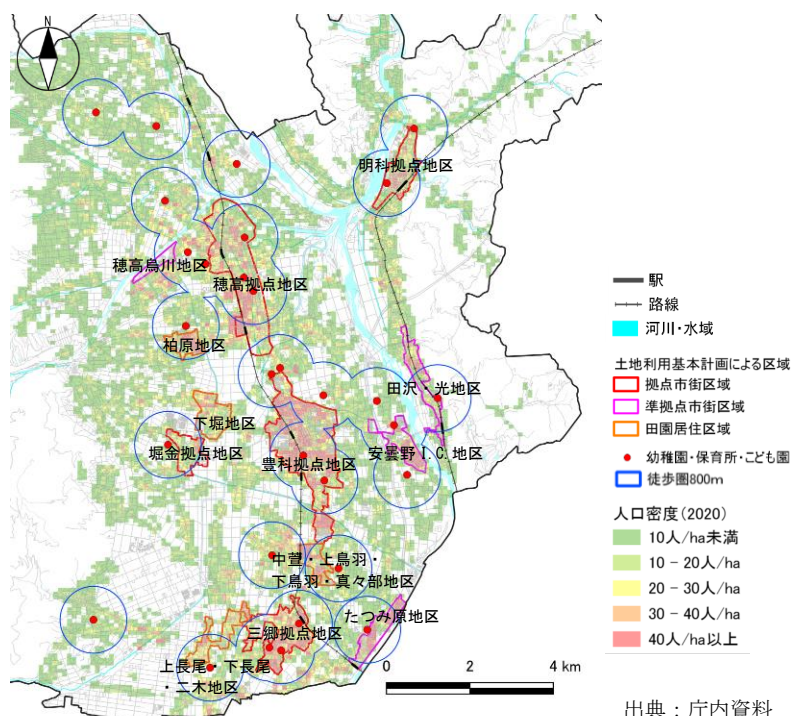 N
明科拠点地区
穂高烏川地区
穂高拠点地区
柏原地区
田沢・光地区
下堀地区
堀金拠点地区
豊科拠点地区
安曇野I.C.地区
中萱・上鳥羽・
下鳥羽・真々部地区
たつみ原地区
三郷拠点地区
上長尾・下長尾
・二木地区
0 2 4 km
駅
路線
河川・水域
土地利用基本計画による区域
拠点市街区域
準拠点市街区域
田園居住区域
幼稚園・保育所・こども園
徒歩圏800m
人口密度(2020)
10人/ha未満
10 - 20人/ha
20 - 30人/ha
30 - 40人/ha
40人/ha以上
出典：庁内資料